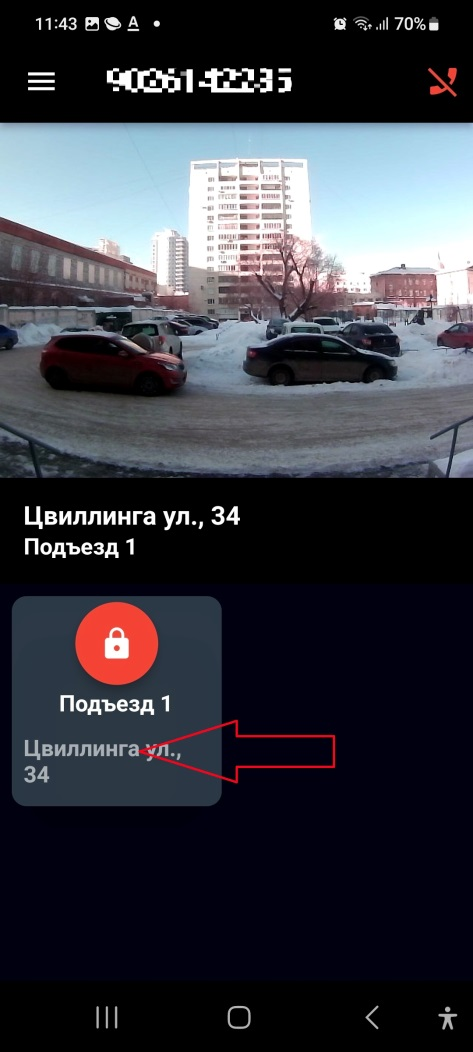 11:43 A 70%
Цвиллинга ул., 34
Подъезд 1
Подъезд 1
Цвиллинга ул.,
34